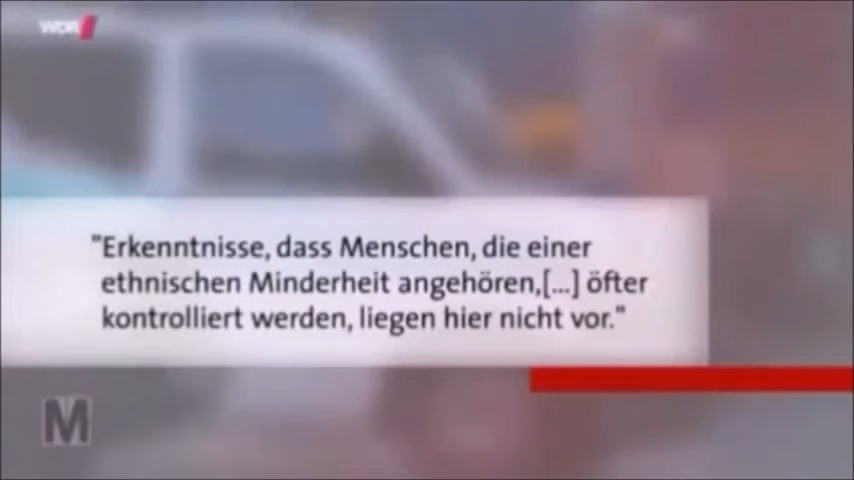 WDR
"Erkenntnisse, dass Menschen, die einer
ethnischen Minderheit angehören,[...] öfter
kontrolliert werden, liegen hier nicht vor."
M